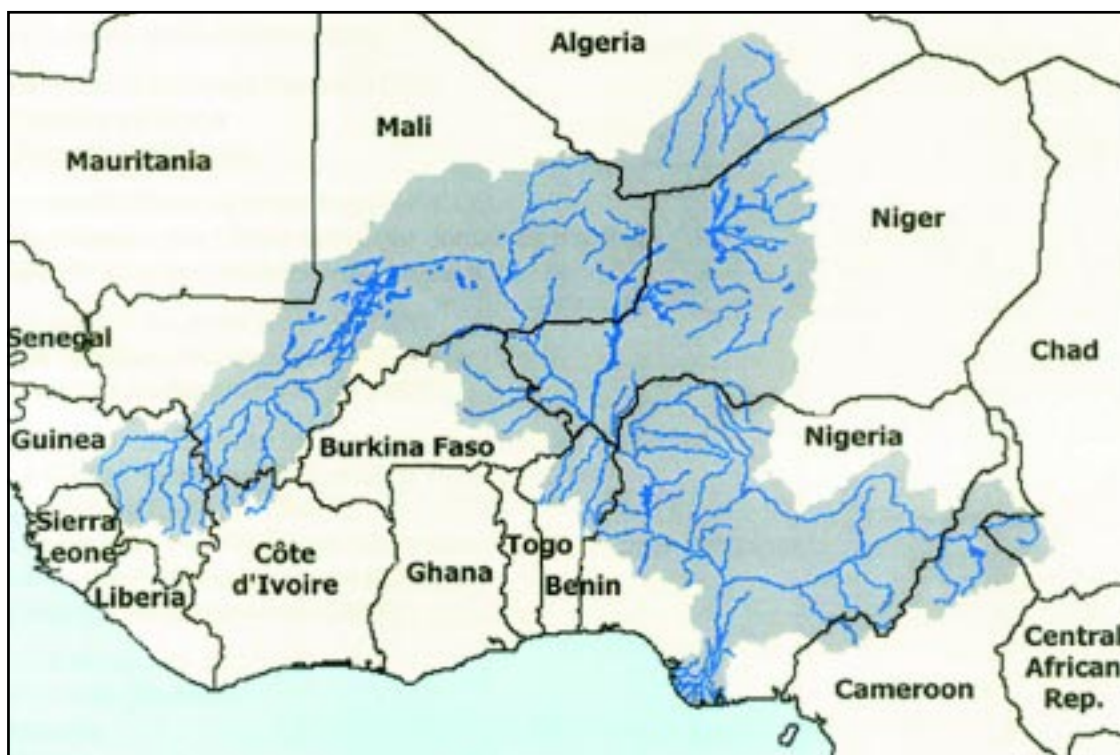 Algeria
Mali
Mauritania
Niger
Senegal
Chad
Guinea
Burkina Faso
Nigeria
Sierra
Leone
Côte
d'Ivoire
Ghana
Togo
Benin
Liberia
Central
African
Rep.
Cameroon